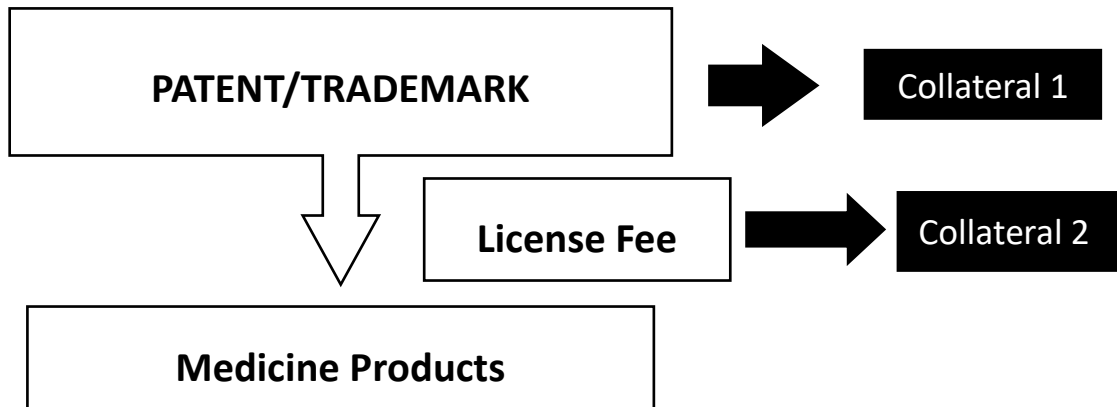 PATENT/TRADEMARK
Collateral 1
License Fee
Collateral 2
Medicine Products